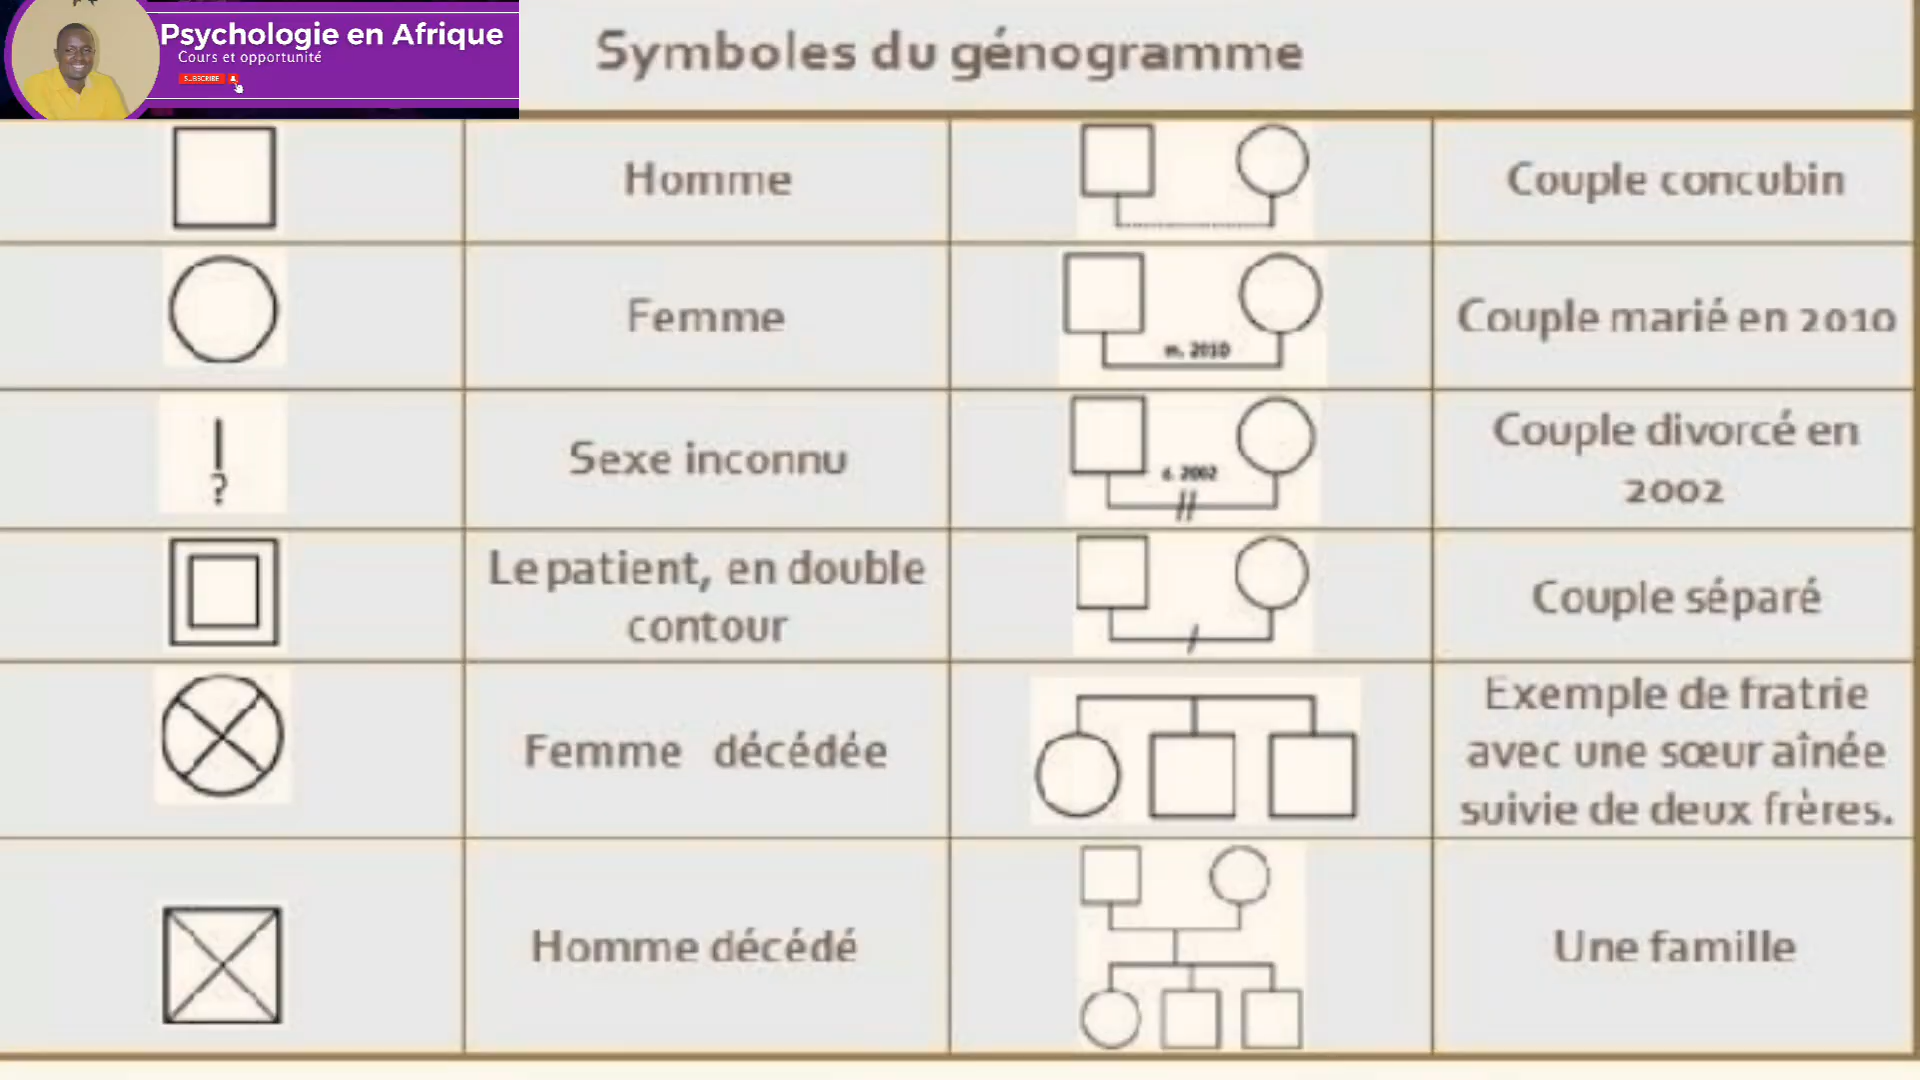 Psychologie en Afrique
Cours et opportunité
SUBSCRIBE
Symboles du génogramme
Homme
Couple concubin
Femme
m. 2010
Couple marié en 2010
?
Sexe inconnu
d. 2002
Couple divorcé en
2002
Le patient, en double
contour
Couple séparé
Femme décédée
Exemple de fratrie
avec une sœur aînée
suivie de deux frères.
Homme décédé
Une famille